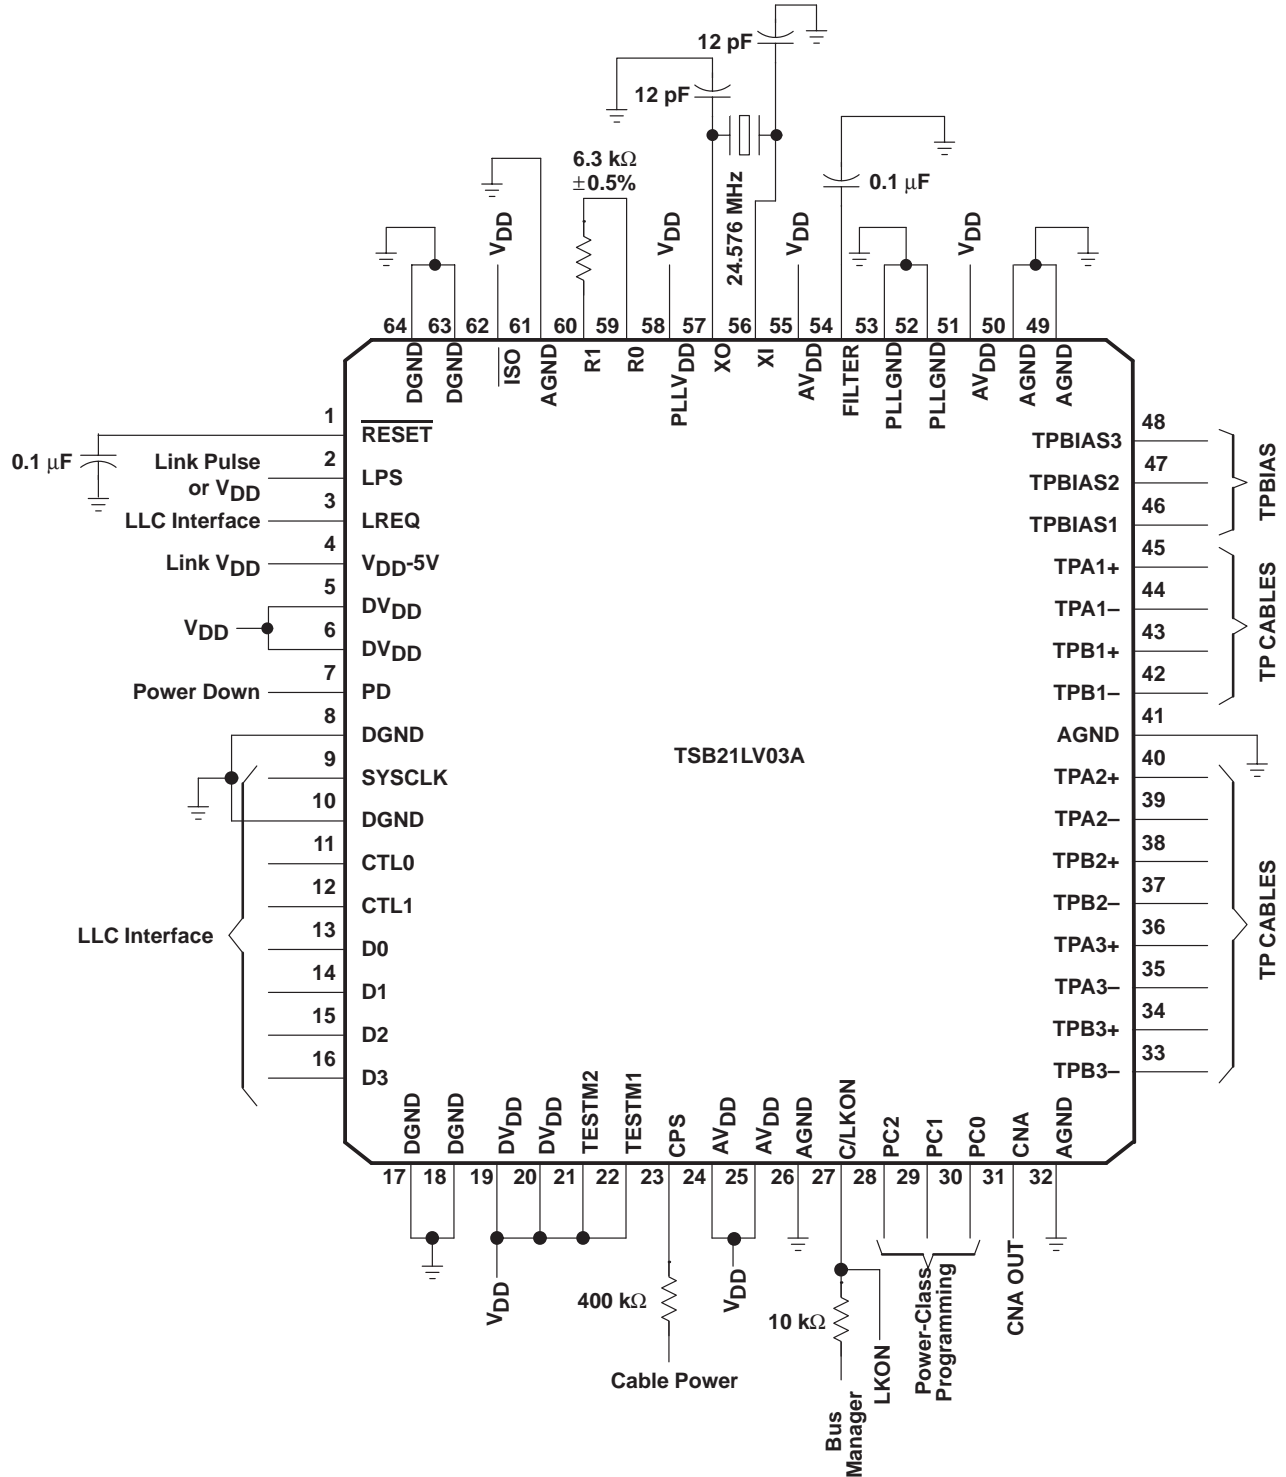 12 pF
12 pF
6.3 kΩ
±0.5%
24.576 MHz
0.1 μF
VDD
VDD
VDD
VDD
64
63
62
61
60
59
58
57
56
55
54
53
52
51
50
49
DGND
DGND
ISO
AGND
R1
R0
PLLVDD
XO
XI
AVDD
FILTER
PLLGND
PLLGND
AVDD
AGND
AGND
0.1 μF
1
RESET
Link Pulse
or VDD
2
LPS
LLC Interface
3
LREQ
Link VDD
4
VDD-5V
5
DVDD
VDD
6
DVDD
Power Down
7
PD
8
DGND
9
SYSCLK
10
DGND
11
CTL0
12
CTL1
LLC Interface
13
D0
14
D1
15
D2
16
D3
TSB21LV03A
48
TPBIAS3
47
TPBIAS2
46
TPBIAS1
TPBIAS
45
TPA1+
44
TPA1–
43
TPB1+
42
TPB1–
TP CABLES
41
AGND
40
TPA2+
39
TPA2–
38
TPB2+
37
TPB2–
36
TPA3+
35
TPA3–
34
TPB3+
33
TPB3–
TP CABLES
DGND
DGND
DVDD
DVDD
TESTM2
TESTM1
CPS
AVDD
AVDD
AGND
C/LKON
PC2
PC1
PC0
CNA
AGND
17
18
19
20
21
22
23
24
25
26
27
28
29
30
31
32
VDD
400 kΩ
Cable Power
VDD
10 kΩ
Bus
Manager
LKON
Power-Class
Programming
CNA OUT